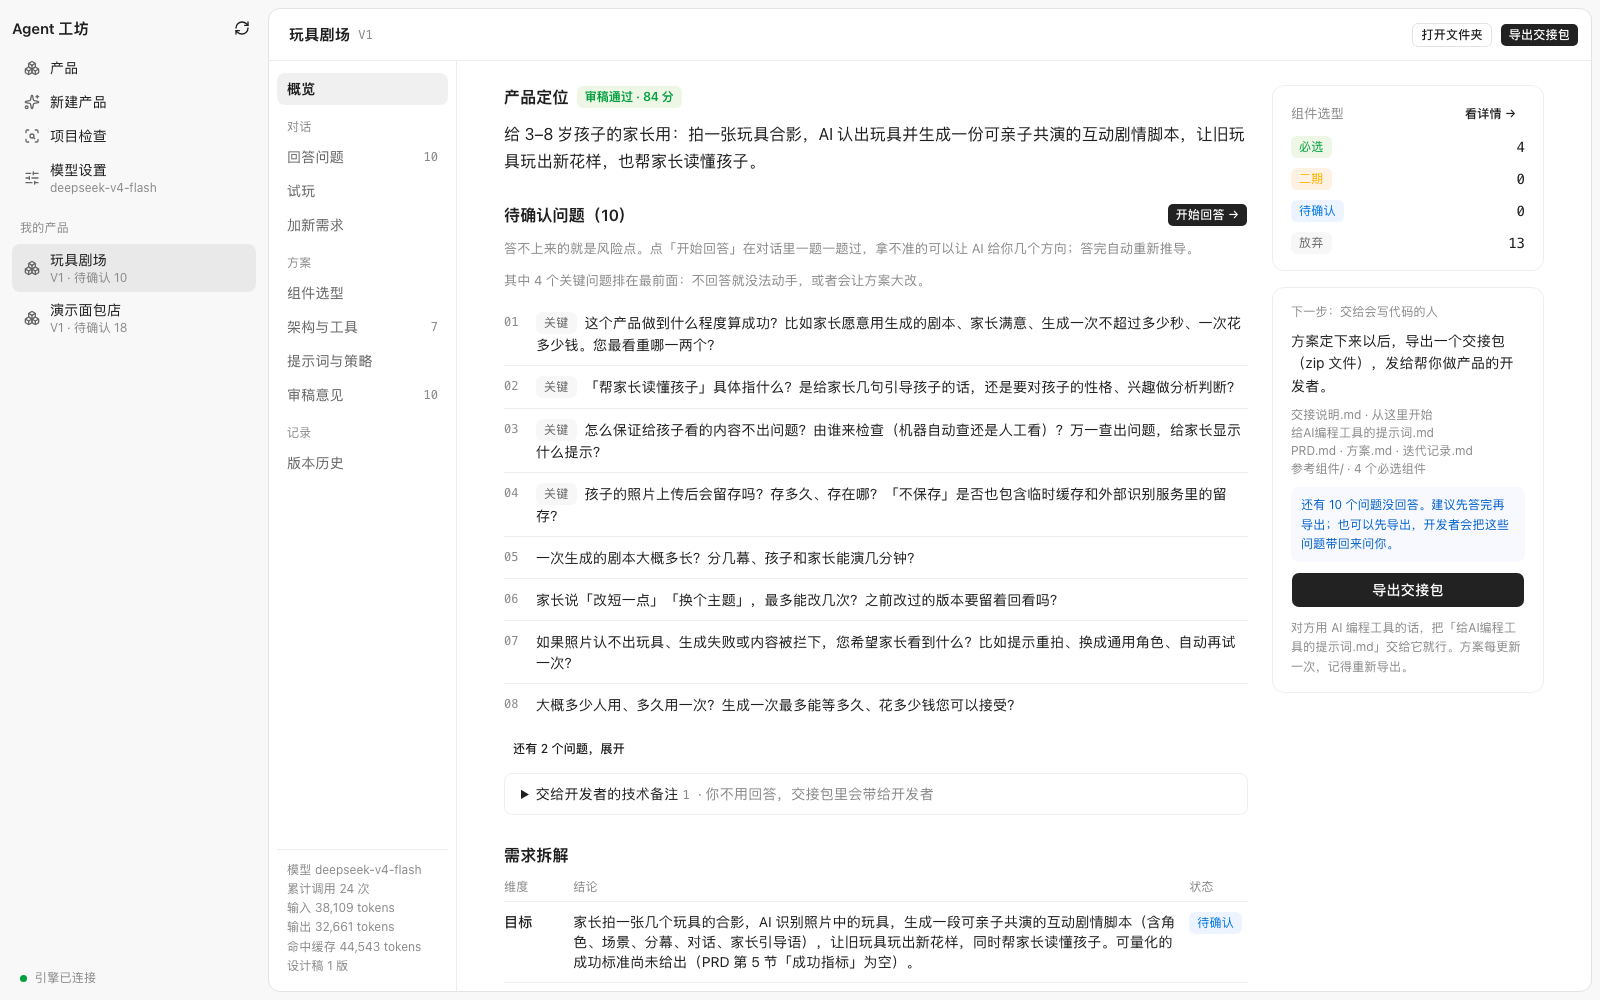 Agent 工坊
产品
新建产品
项目检查
模型设置
deepseek-v4-flash
我的产品
玩具剧场
V1 · 待确认 10
演示面包店
V1 · 待确认 18
引擎已连接
玩具剧场 V1
打开文件夹
导出交接包
概览
对话
回答问题 10
试玩
加新需求
方案
组件选型
架构与工具 7
提示词与策略
审稿意见 10
记录
版本历史
模型 deepseek-v4-flash
累计调用 24 次
输入 38,109 tokens
输出 32,661 tokens
命中缓存 44,543 tokens
设计稿 1 版
产品定位 审稿通过 · 84 分
给 3–8 岁孩子的家长用：拍一张玩具合影，AI 认出玩具并生成一份可亲子共演的互动剧情脚本，让旧玩
具玩出新花样，也帮家长读懂孩子。
待确认问题（10）
开始回答 →
答不上来的就是风险点。点「开始回答」在对话里一题一题过，拿不准的可以让 AI 给你几个方向；答完自动重新推导。
其中 4 个关键问题排在最前面：不回答就没法动手，或者会让方案大改。
01 关键 这个产品做到什么程度算成功？比如家长愿意用生成的剧本、家长满意、生成一次不超过多少秒、一次花
多少钱。您最看重哪一两个？
02 关键 「帮家长读懂孩子」具体指什么？是给家长几句引导孩子的话，还是要对孩子的性格、兴趣做分析判断？
03 关键 怎么保证给孩子看的内容不出问题？由谁来检查（机器自动查还是人工看）？万一查出问题，给家长显示
什么提示？
04 关键 孩子的照片上传后会留存吗？存多久、存在哪？「不保存」是否也包含临时缓存和外部识别服务里的留
存？
05 一次生成的剧本大概多长？分几幕、孩子和家长能演几分钟？
06 家长说「改短一点」「换个主题」，最多能改几次？之前改过的版本要留着回看吗？
07 如果照片认不出玩具、生成失败或内容被拦下，您希望家长看到什么？比如提示重拍、换成通用角色、自动再试
一次？
08 大概多少人用、多久用一次？生成一次最多能等多久、花多少钱您可以接受？
还有 2 个问题，展开
▶ 交给开发者的技术备注 1 · 你不用回答，交接包里会带给开发者
需求拆解
维度 结论 状态
目标 家长拍一张几个玩具的合影，AI 识别照片中的玩具，生成一段可亲子共演的互动剧情脚本（含角 待确认
色、场景、分幕、对话、家长引导语），让旧玩具玩出新花样，同时帮家长读懂孩子。可量化的
成功标准尚未给出（PRD 第 5 节「成功指标」为空）。
组件选型 看详情 →
必选 4
二期 0
待确认 0
放弃 13
下一步：交给会写代码的人
方案定下来以后，导出一个交接包
（zip 文件），发给帮你做产品的开
发者。
交接说明.md · 从这里开始
给AI编程工具的提示词.md
PRD.md · 方案.md · 迭代记录.md
参考组件/ · 4 个必选组件
还有 10 个问题没回答。建议先答完再
导出；也可以先导出，开发者会把这些
问题带回来问你。
导出交接包
对方用 AI 编程工具的话，把「给AI编程工
具的提示词.md」交给它就行。方案每更新
一次，记得重新导出。